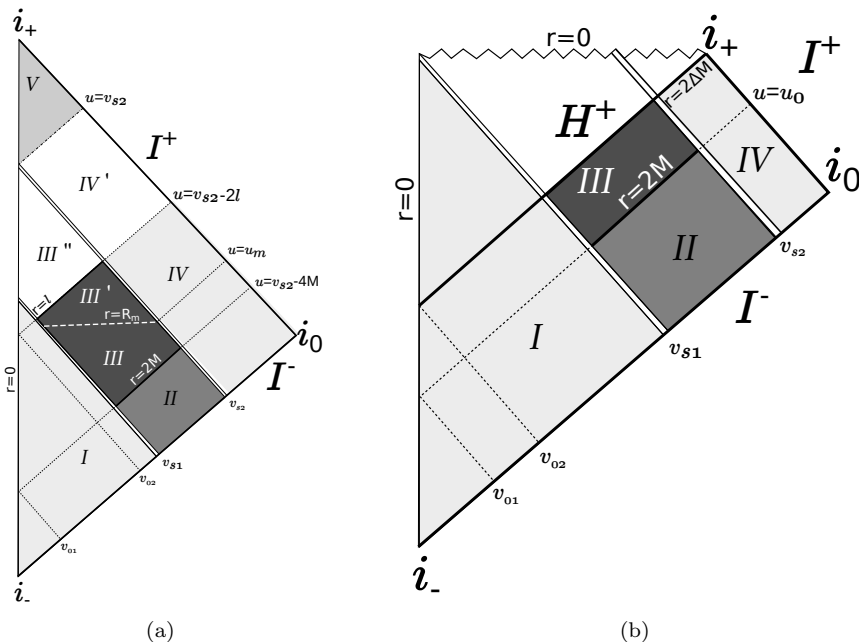 i₊
V
u=vₛ₂
I⁺
IV'
u=vₛ₂-2l
III''
IV
u=uₘ
r=l
III'
u=vₛ₂-4M
r=Rₘ
i₀
III
r=2M
I⁻
r=0
II
vₛ₂
I
vₛ₁
v₀₂
v₀₁
i₋
(a)
r=0
i₊
I⁺
r=2ΔM
u=u₀
H⁺
IV
i₀
III
r=2M
r=0
II
vₛ₂
I⁻
I
vₛ₁
v₀₂
v₀₁
i₋
(b)